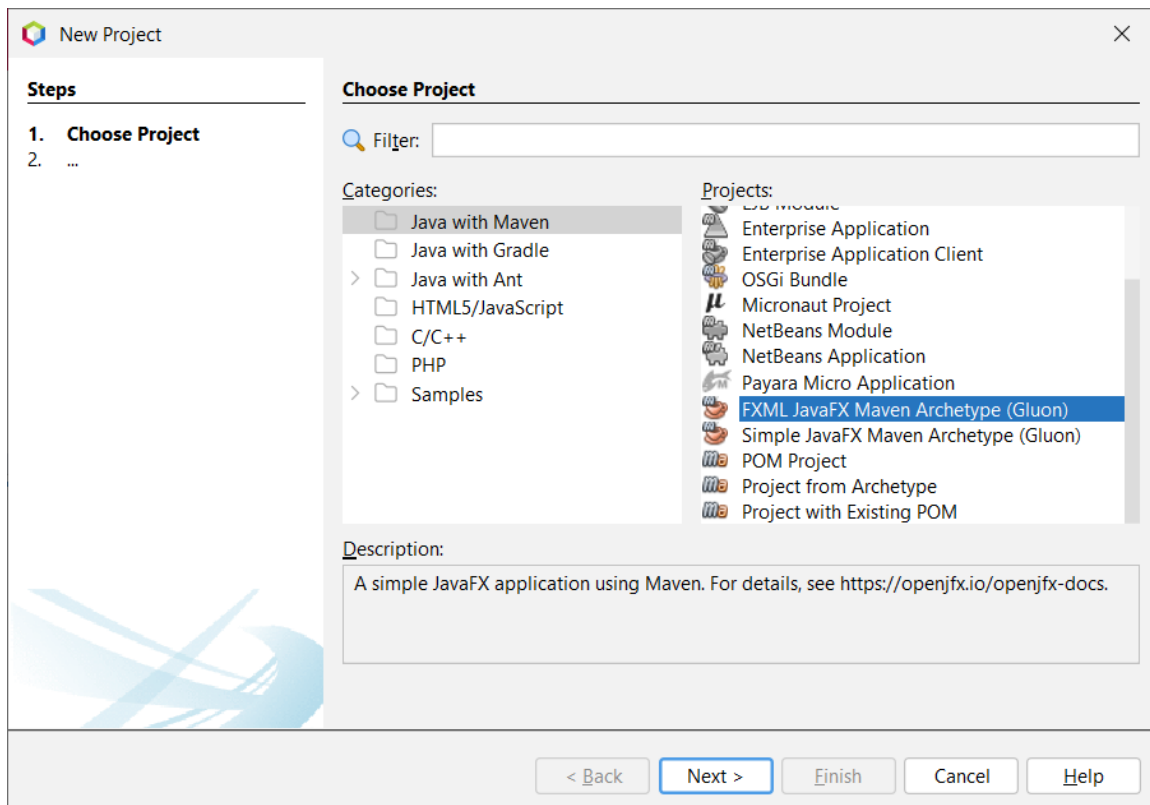 New Project
Steps
1. Choose Project
2. ...
Choose Project
Filter:
Categories:
Java with Maven
Java with Gradle
Java with Ant
HTML5/JavaScript
C/C++
PHP
Samples
Projects:
EJB Module
Enterprise Application
Enterprise Application Client
OSGi Bundle
Micronaut Project
NetBeans Module
NetBeans Application
Payara Micro Application
FXML JavaFX Maven Archetype (Gluon)
Simple JavaFX Maven Archetype (Gluon)
POM Project
Project from Archetype
Project with Existing POM
Description:
A simple JavaFX application using Maven. For details, see https://openjfx.io/openjfx-docs.
< Back
Next >
Finish
Cancel
Help